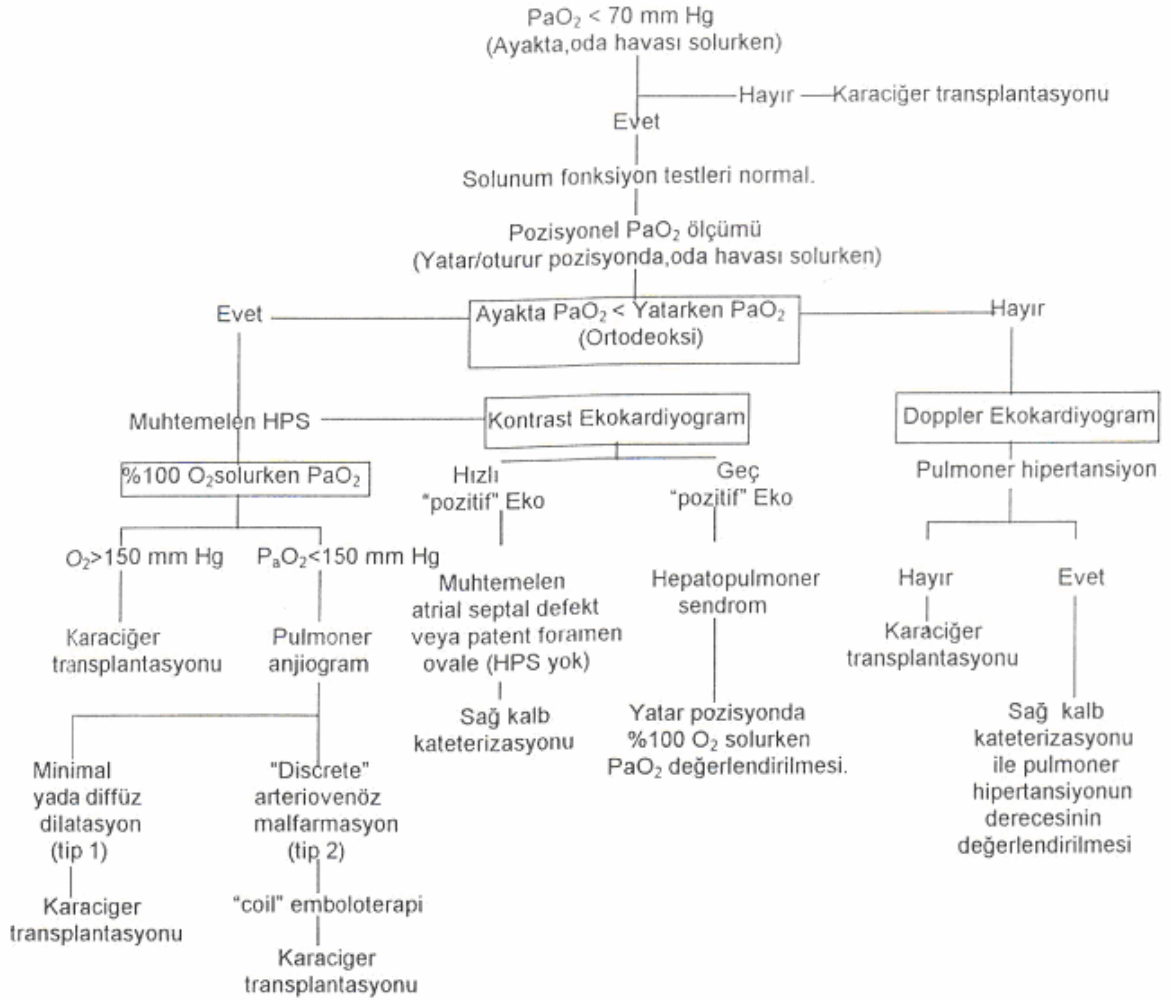 PaO₂ < 70 mm Hg
(Ayakta,oda havası solurken)
Hayır
Karaciğer transplantasyonu
Evet
Solunum fonksiyon testleri normal.
Pozisyonel PaO₂ ölçümü
(Yatar/oturur pozisyonda,oda havası solurken)
Evet
Ayakta PaO₂ < Yatarken PaO₂
(Ortodeoksi)
Hayır
Muhtemelen HPS
Kontrast Ekokardiyogram
Doppler Ekokardiyogram
%100 O₂solurken PaO₂
Hızlı
"pozitif" Eko
Geç
"pozitif" Eko
Pulmoner hipertansiyon
O₂>150 mm Hg
PaO₂<150 mm Hg
Muhtemelen
atrial septal defekt
veya patent foramen
ovale (HPS yok)
Hepatopulmoner
sendrom
Hayır
Evet
Karaciğer
transplantasyonu
Pulmoner
anjiogram
Karaciğer
transplantasyonu
Sağ kalb
kateterizasyonu
Yatar pozisyonda
%100 O₂ solurken
PaO₂ değerlendirilmesi.
Sağ kalb
kateterizasyonu
ile pulmoner
hipertansiyonun
derecesinin
değerlendirilmesi
Minimal
yada diffüz
dilatasyon
(tip 1)
"Discrete"
arteriovenöz
malfarmasyon
(tip 2)
Karaciger
transplantasyonu
"coil" emboloterapi
Karaciger
transplantasyonu